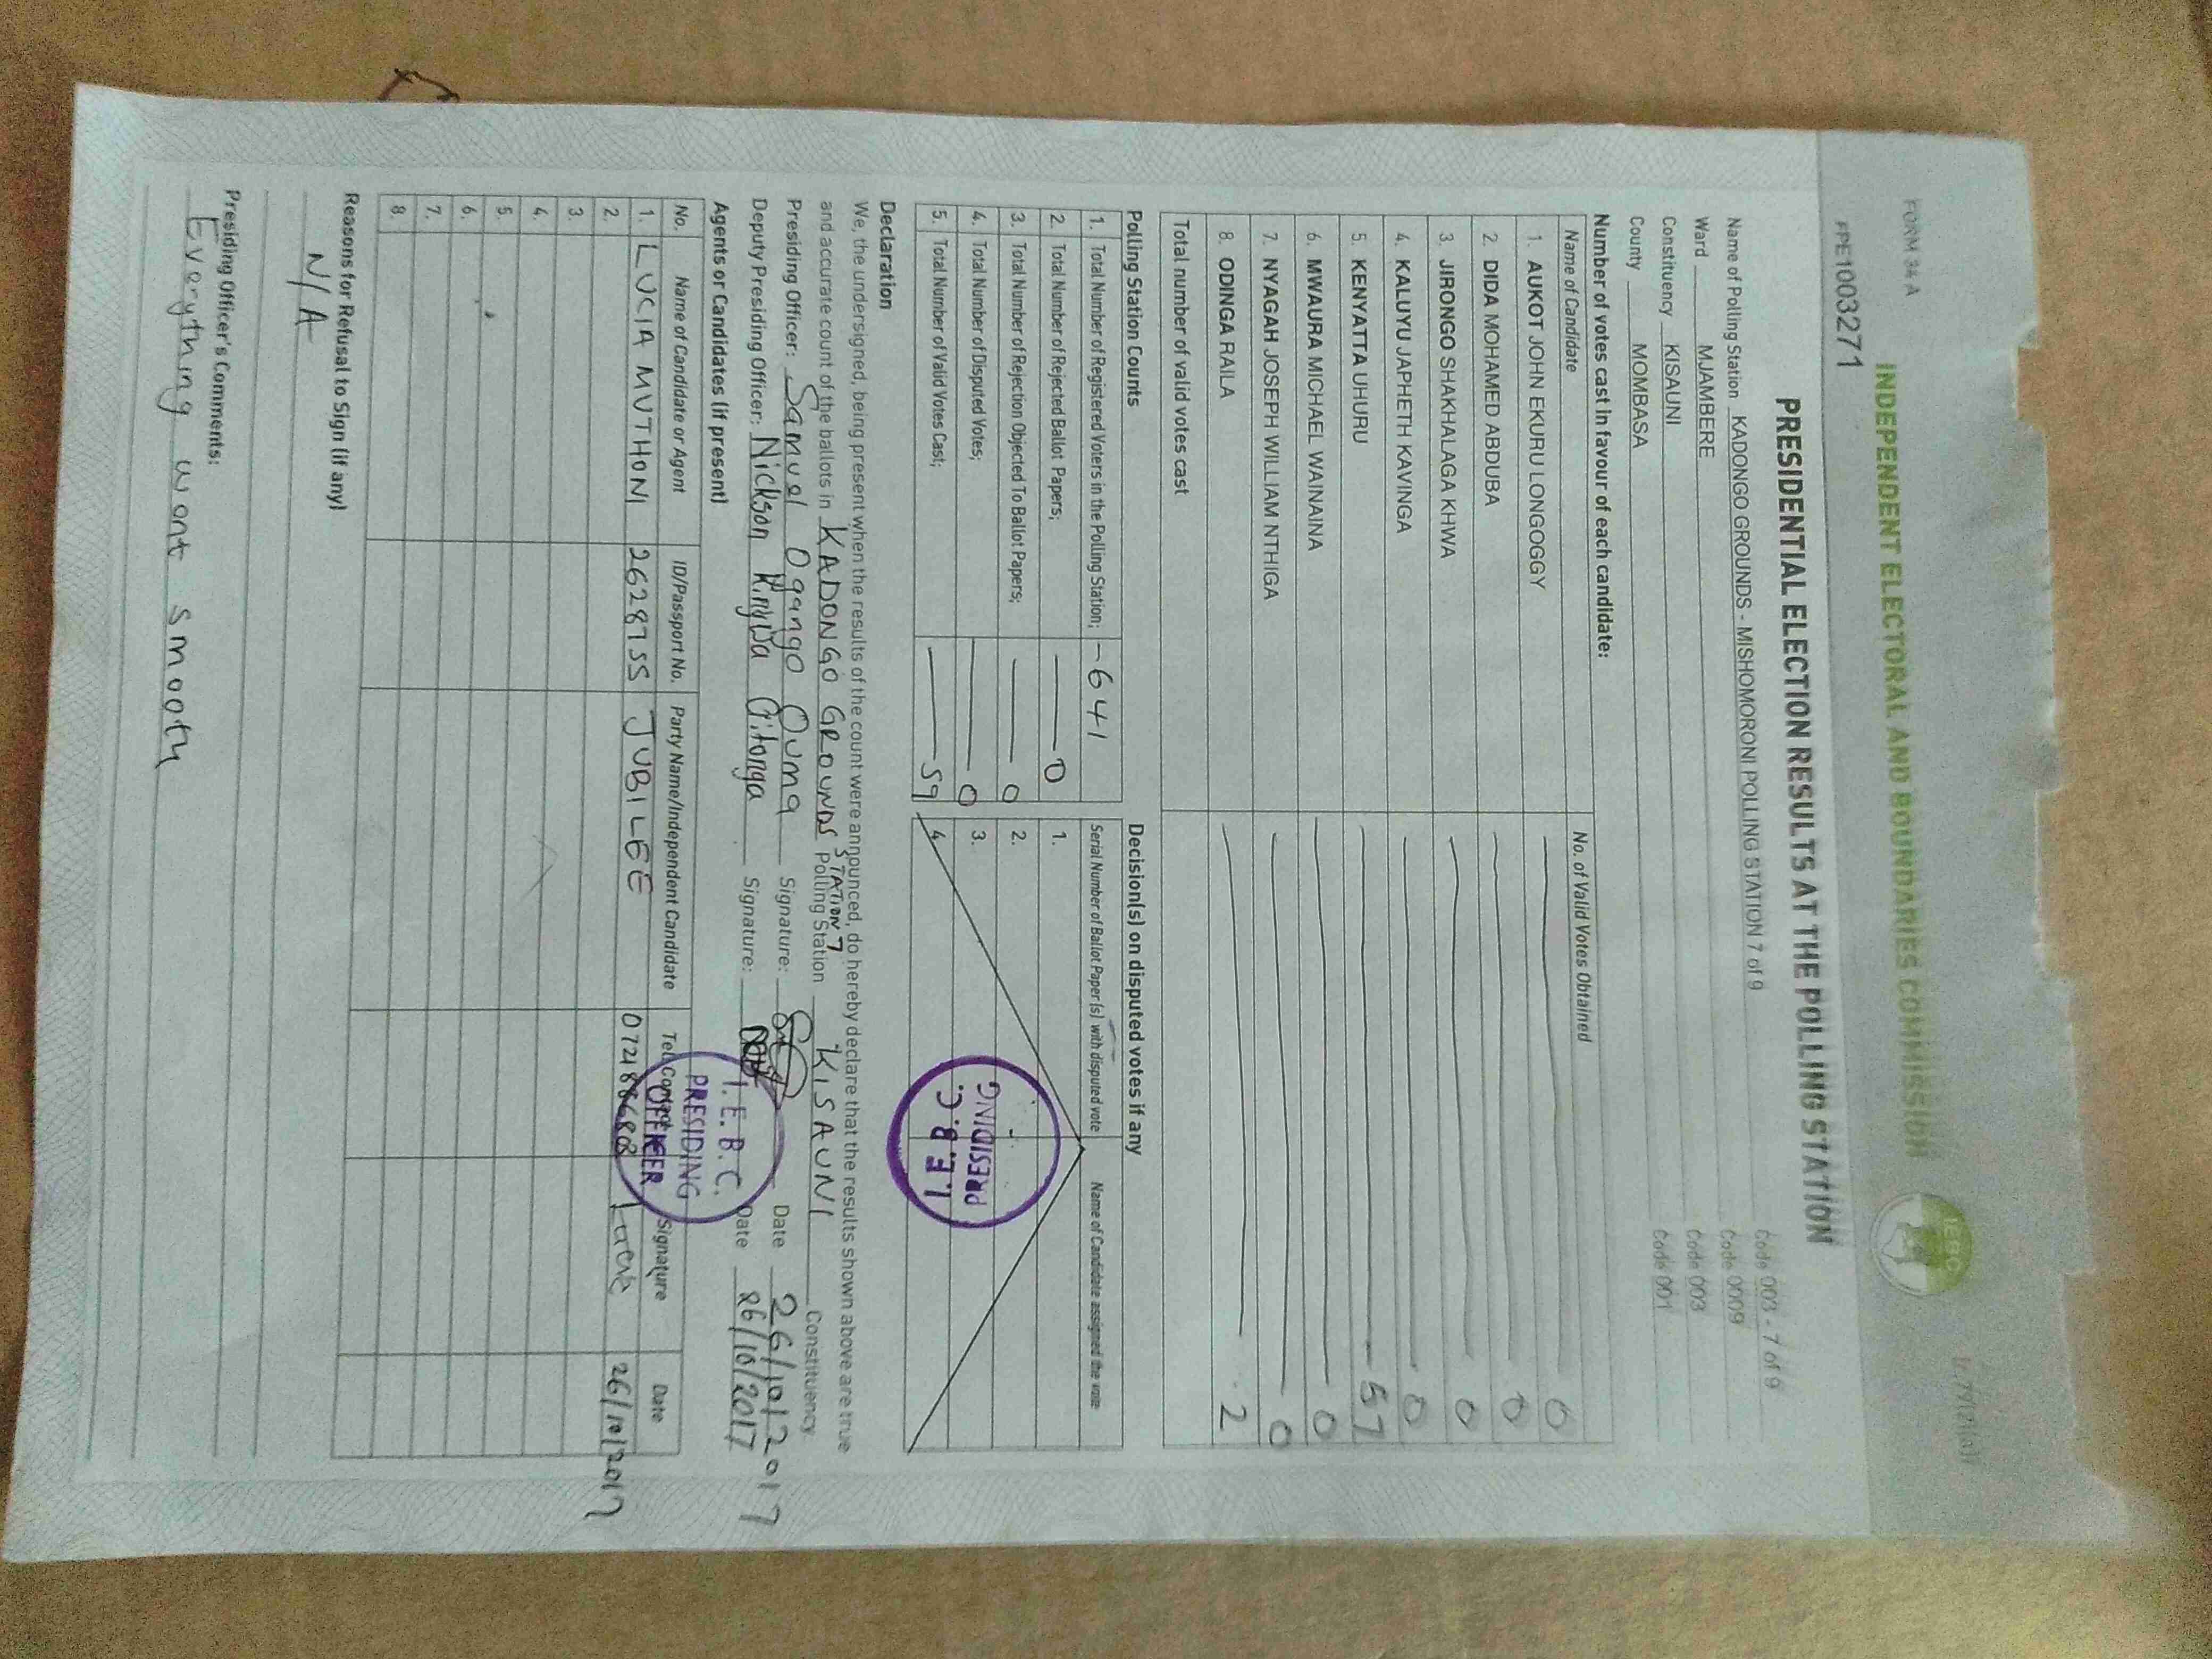 FORM 34 A
INDEPENDENT ELECTORAL AND BOUNDARIES COMMISSION
IEBC
PPE1003271
PRESIDENTIAL ELECTION RESULTS AT THE POLLING STATION
Name of Polling Station KADONGO GROUNDS - MISHOMORONI POLLING STATION 7 of 9 Code 003 - 7 of 9
Ward MJAMBERE Code 0009
Constituency KISAUNI Code 003
County MOMBASA Code 001
Number of votes cast in favour of each candidate:
Name of Candidate No. of Valid Votes Obtained
1. AUKOT JOHN EKURU LONGOGGY 0
2. DIDA MOHAMED ABDUBA 0
3. JIRONGO SHAKHALAGA KHWA 0
4. KALUYU JAPHETH KAVINGA 0
5. KENYATTA UHURU 57
6. MWAURA MICHAEL WAINAINA 0
7. NYAGAH JOSEPH WILLIAM NTHIGA 0
8. ODINGA RAILA 2
Total number of valid votes cast
Polling Station Counts
1. Total Number of Registered Voters in the Polling Station; - 641
2. Total Number of Rejected Ballot Papers; 0
3. Total Number of Rejection Objected To Ballot Papers; 0
4. Total Number of Disputed Votes; 0
5. Total Number of Valid Votes Cast; 59
Decision(s) on disputed votes if any
Serial Number of Ballot Paper (s) with disputed vote Name of Candidate assigned the vote
1.
2.
3.
4.
I.E.B.C.
PRESIDING
Declaration
We, the undersigned, being present when the results of the count were announced, do hereby declare that the results shown above are true
and accurate count of the ballots in KADONGO GROUNDS STATION 7 Polling Station KISAUNI Constituency
Presiding Officer: Samuel Ogango Ouma Signature: Date 26/10/2017
Deputy Presiding Officer: Nickson Gitonga Signature: Date 26/10/2017
I.E.B.C.
PRESIDING
OFFICER
Agents or Candidates (if present)
No. Name of Candidate or Agent ID/Passport No. Party Name/Independent Candidate Tel Contact Signature Date
1. LUCIA MUTHONI 26287 JUBILEE 26/10/2017
2.
3.
4.
5.
6.
7.
8.
Reasons for Refusal to Sign (if any)
N/A
Presiding Officer's Comments:
Everything went smooth